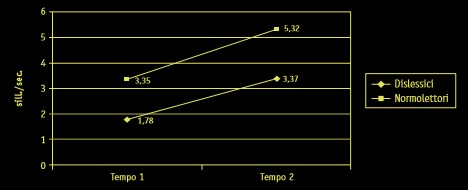 6
5
4
3
2
1
0
sill./sec.
5,32
3,35
3,37
1,78
Tempo 1
Tempo 2
Dislessici
Normolettori